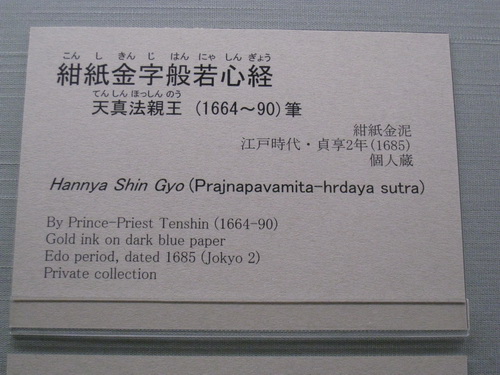 こん し きん じ はん にゃ しん ぎょう
紺紙金字般若心経
てん しん ほっしん のう
天真法親王 (1664～90)筆
紺紙金泥
江戸時代・貞享2年(1685)
個人蔵
Hannya Shin Gyo (Prajnapavamita-hrdaya sutra)
By Prince-Priest Tenshin (1664-90)
Gold ink on dark blue paper
Edo period, dated 1685 (Jokyo 2)
Private collection